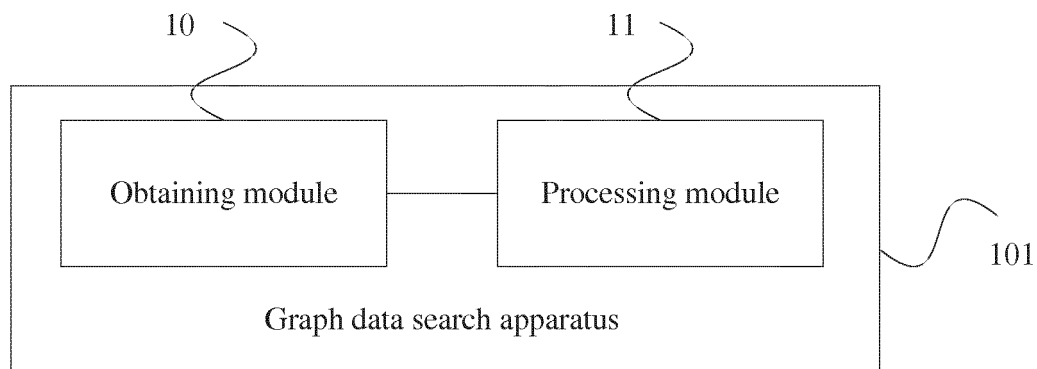 10
11
Obtaining module
Processing module
101
Graph data search apparatus